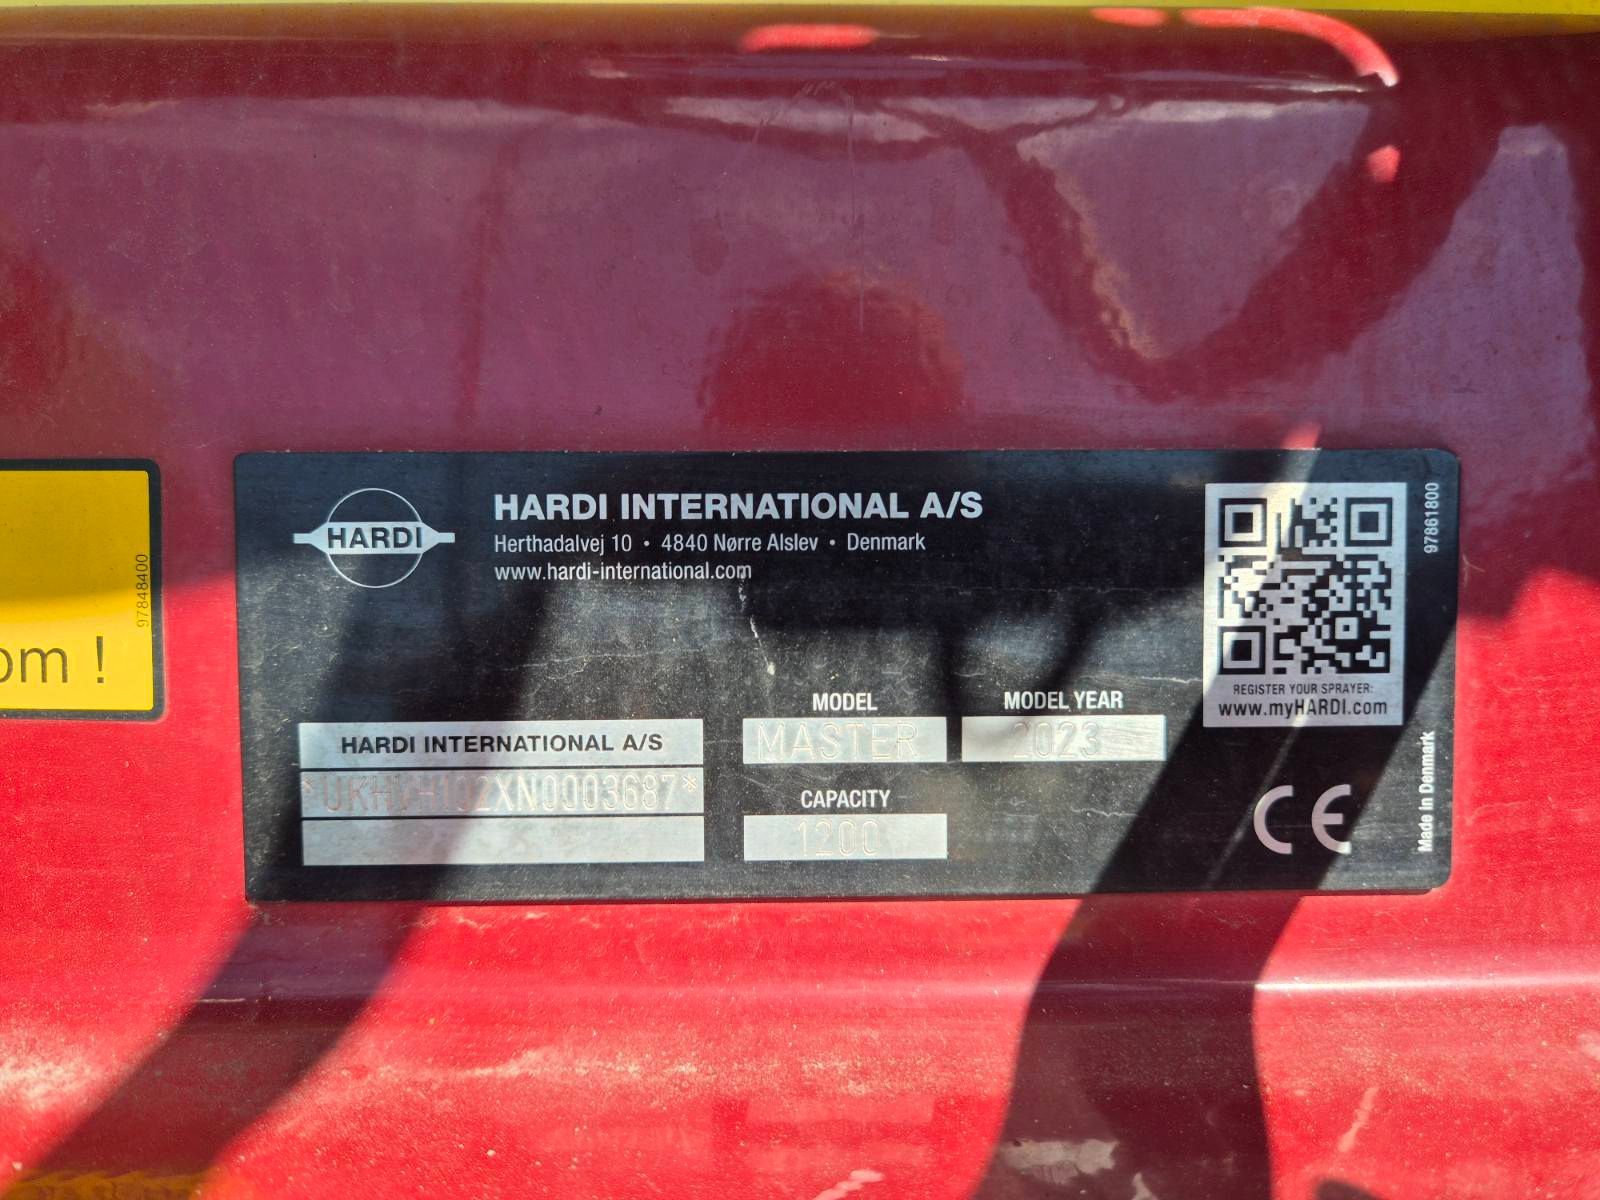 97848400
om !
HARDI
HARDI INTERNATIONAL A/S
Herthadalvej 10 • 4840 Nørre Alslev • Denmark
www.hardi-international.com
97861800
REGISTER YOUR SPRAYER:
www.myHARDI.com
MODEL
MASTER
MODEL YEAR
2023
HARDI INTERNATIONAL A/S
CAPACITY
1200
CE
Made in Denmark